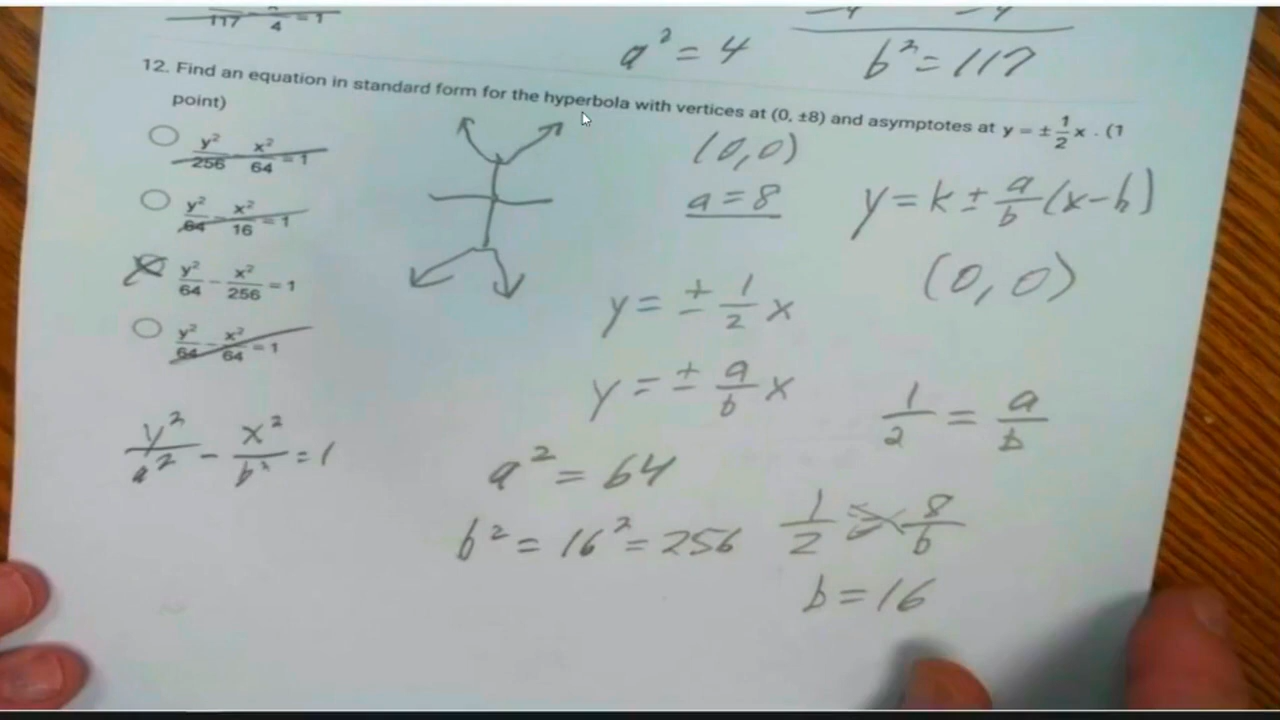 117 4 = 1
a² = 4
b² = 117
12. Find an equation in standard form for the hyperbola with vertices at (0, ±8) and asymptotes at y = ± 1/2 x . (1
point)
y²/256 - x²/64 = 1
y²/64 - x²/16 = 1
y²/64 - x²/256 = 1
y²/64 - x²/64 = 1
y²/a² - x²/b² = 1
(0,0)
a = 8
y = k ± a/b (x-h)
(0,0)
y = ± 1/2 x
y = ± a/b x
1/2 = a/b
a² = 64
b² = 16² = 256
1/2 = 8/b
b = 16